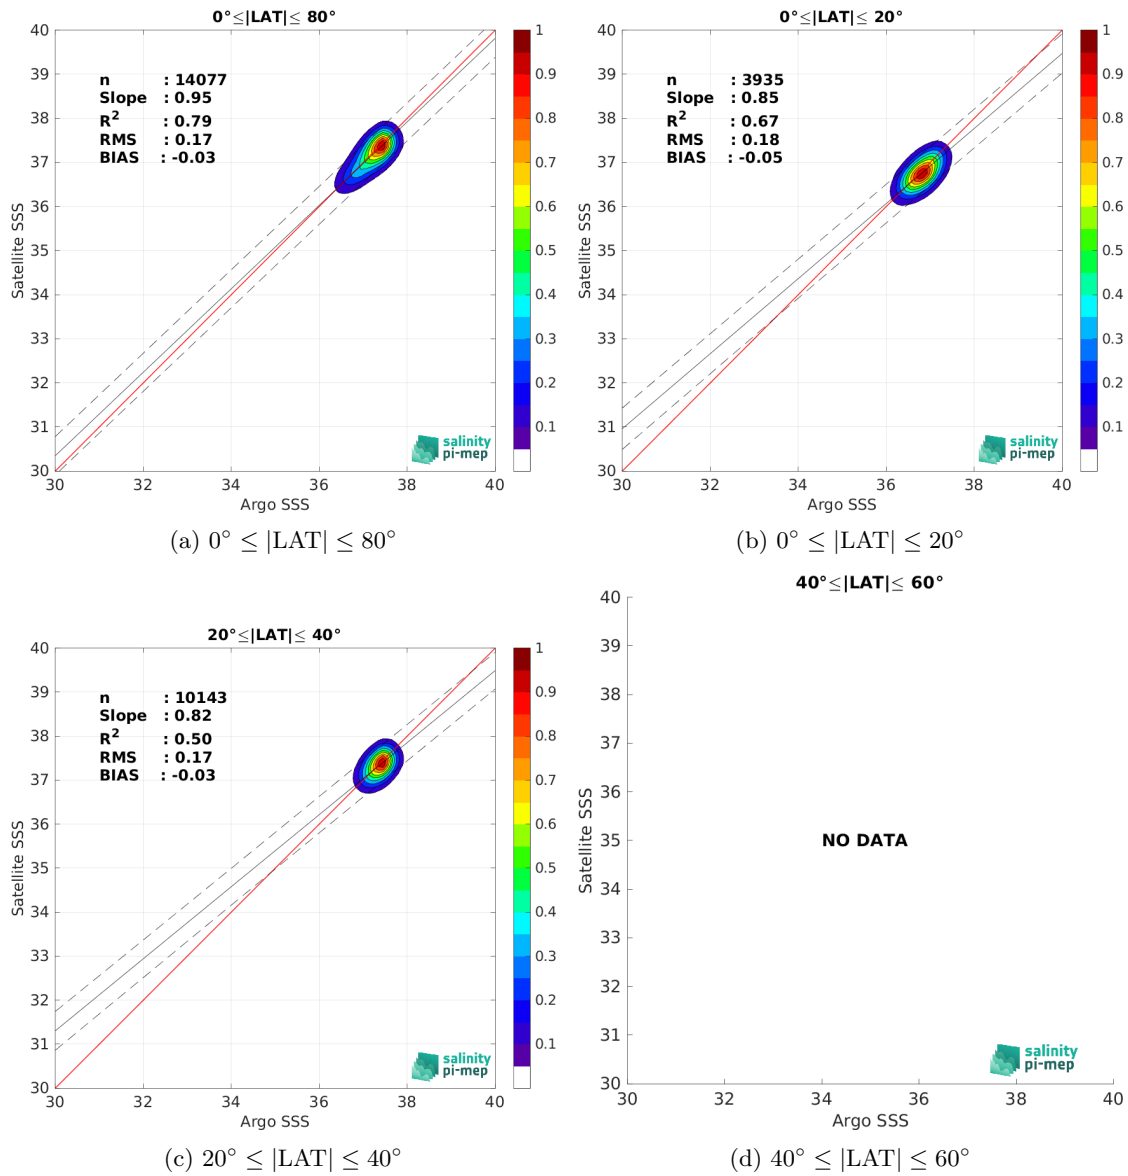 0°≤|LAT|≤ 80°
40
39
38
37
36
35
34
33
32
31
30
30
32
34
36
38
40
Satellite SSS
Argo SSS
n : 14077
Slope : 0.95
R² : 0.79
RMS : 0.17
BIAS : -0.03
1
0.9
0.8
0.7
0.6
0.5
0.4
0.3
0.2
0.1
salinity
pi-mep
(a) 0° ≤ |LAT| ≤ 80°
0°≤|LAT|≤ 20°
40
39
38
37
36
35
34
33
32
31
30
30
32
34
36
38
40
Satellite SSS
Argo SSS
n : 3935
Slope : 0.85
R² : 0.67
RMS : 0.18
BIAS : -0.05
1
0.9
0.8
0.7
0.6
0.5
0.4
0.3
0.2
0.1
salinity
pi-mep
(b) 0° ≤ |LAT| ≤ 20°
20°≤|LAT|≤ 40°
40
39
38
37
36
35
34
33
32
31
30
30
32
34
36
38
40
Satellite SSS
Argo SSS
n : 10143
Slope : 0.82
R² : 0.50
RMS : 0.17
BIAS : -0.03
1
0.9
0.8
0.7
0.6
0.5
0.4
0.3
0.2
0.1
salinity
pi-mep
(c) 20° ≤ |LAT| ≤ 40°
40°≤|LAT|≤ 60°
40
39
38
37
36
35
34
33
32
31
30
30
32
34
36
38
40
Satellite SSS
Argo SSS
NO DATA
salinity
pi-mep
(d) 40° ≤ |LAT| ≤ 60°